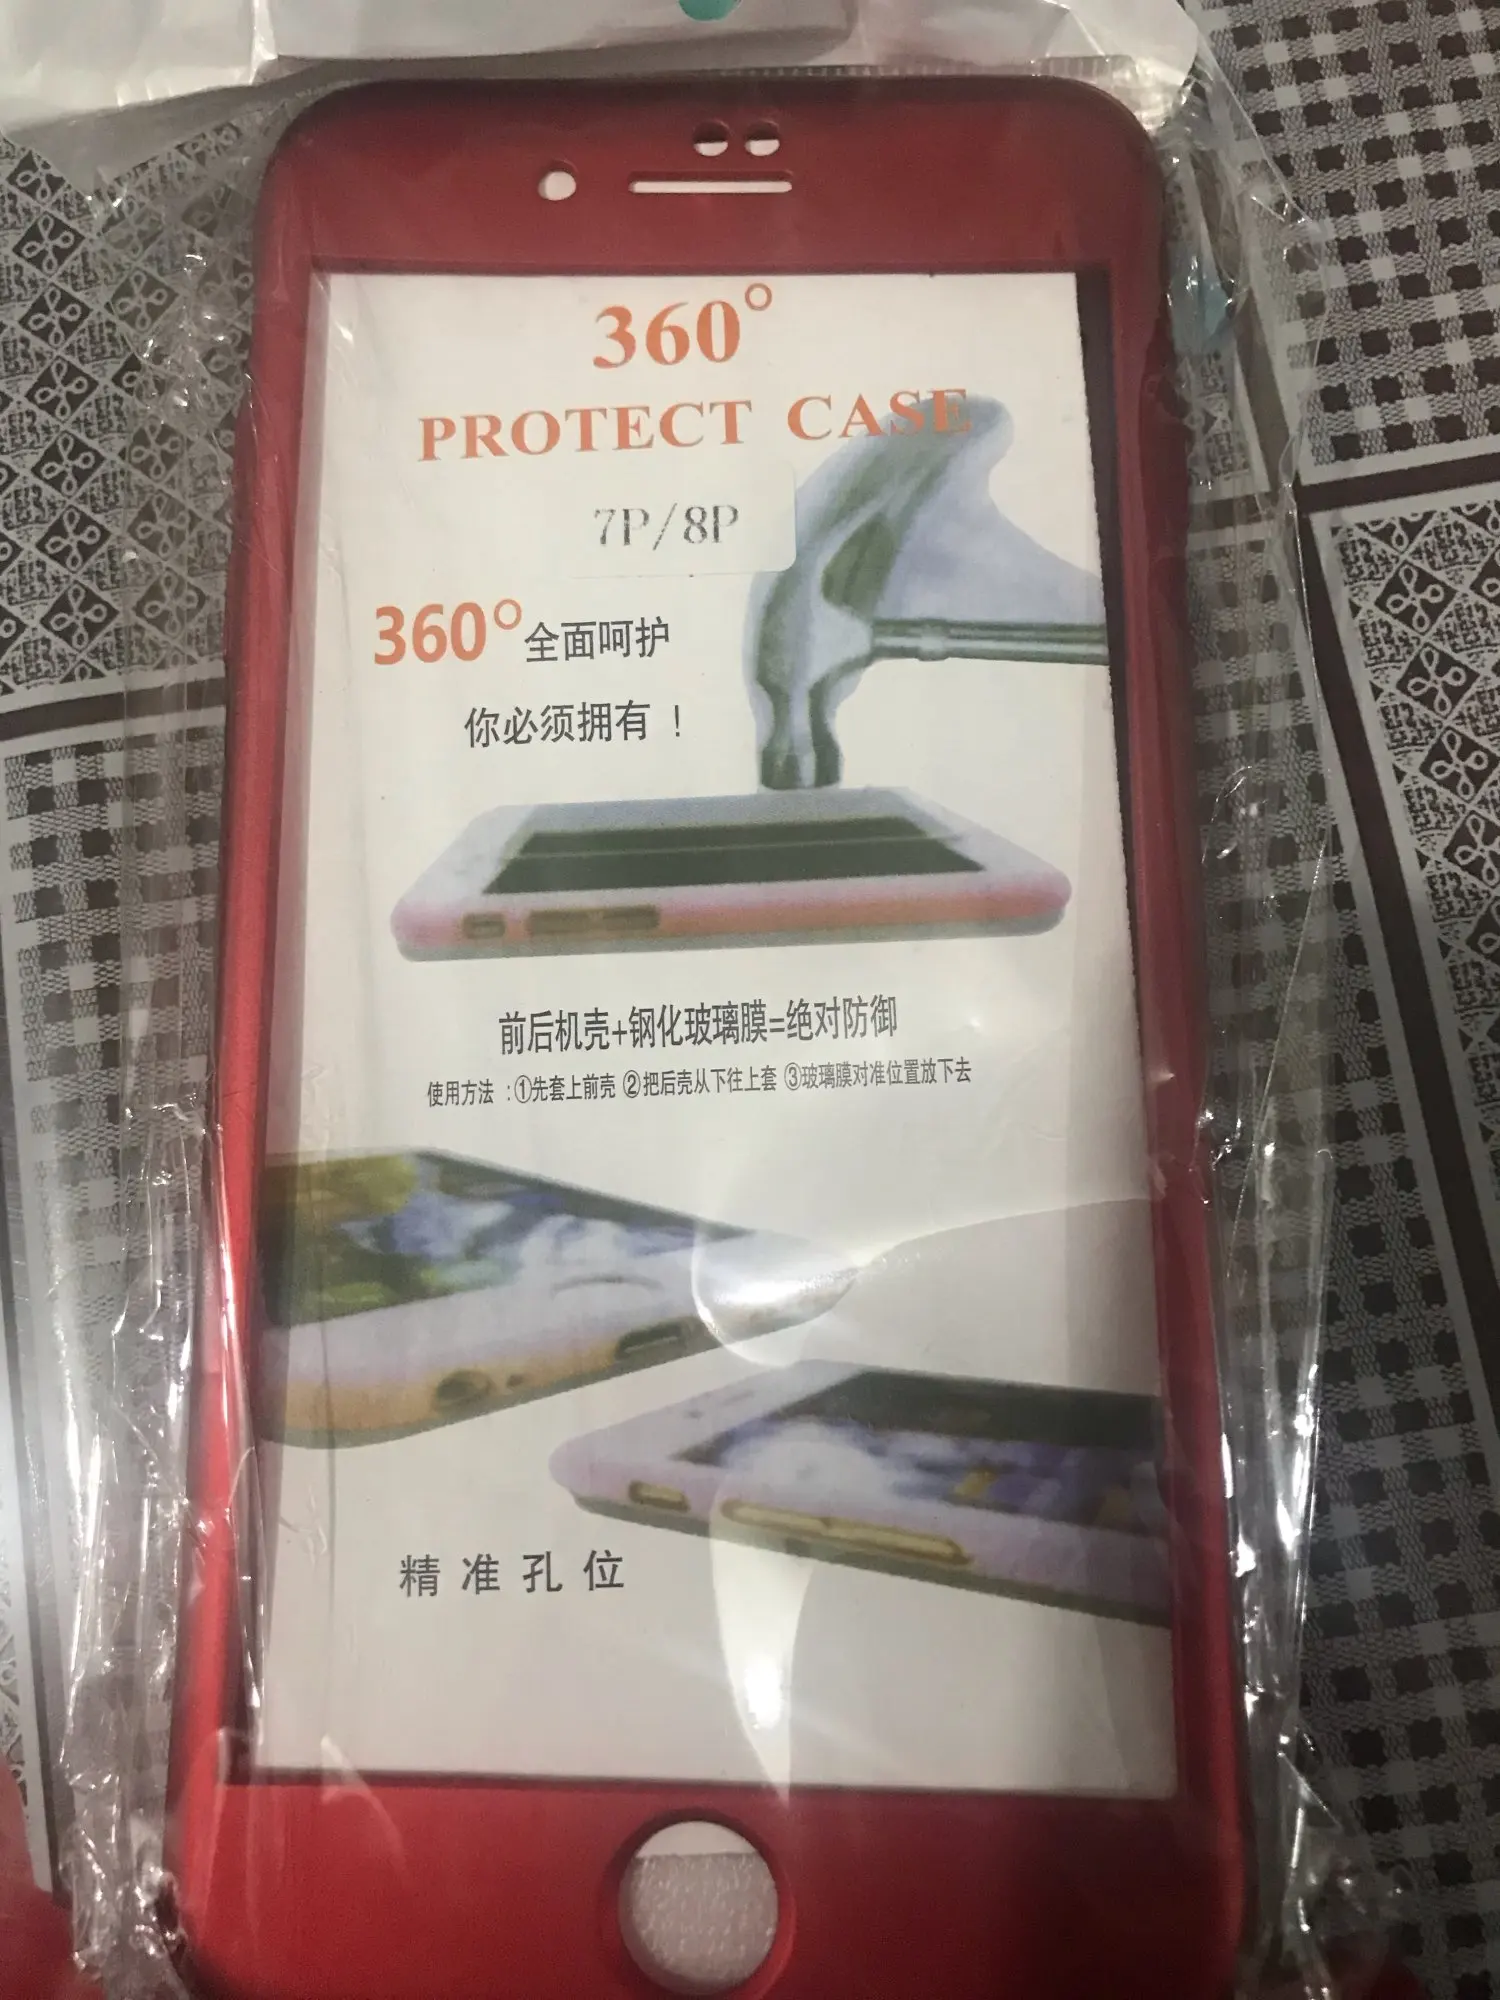 360°
PROTECT CASE
7P/8P
360°全面呵护
你必须拥有！
前后机壳+钢化玻璃膜=绝对防御
使用方法：①先套上前壳 ②把后壳从下往上套 ③玻璃膜对准位置放下去
精准孔位